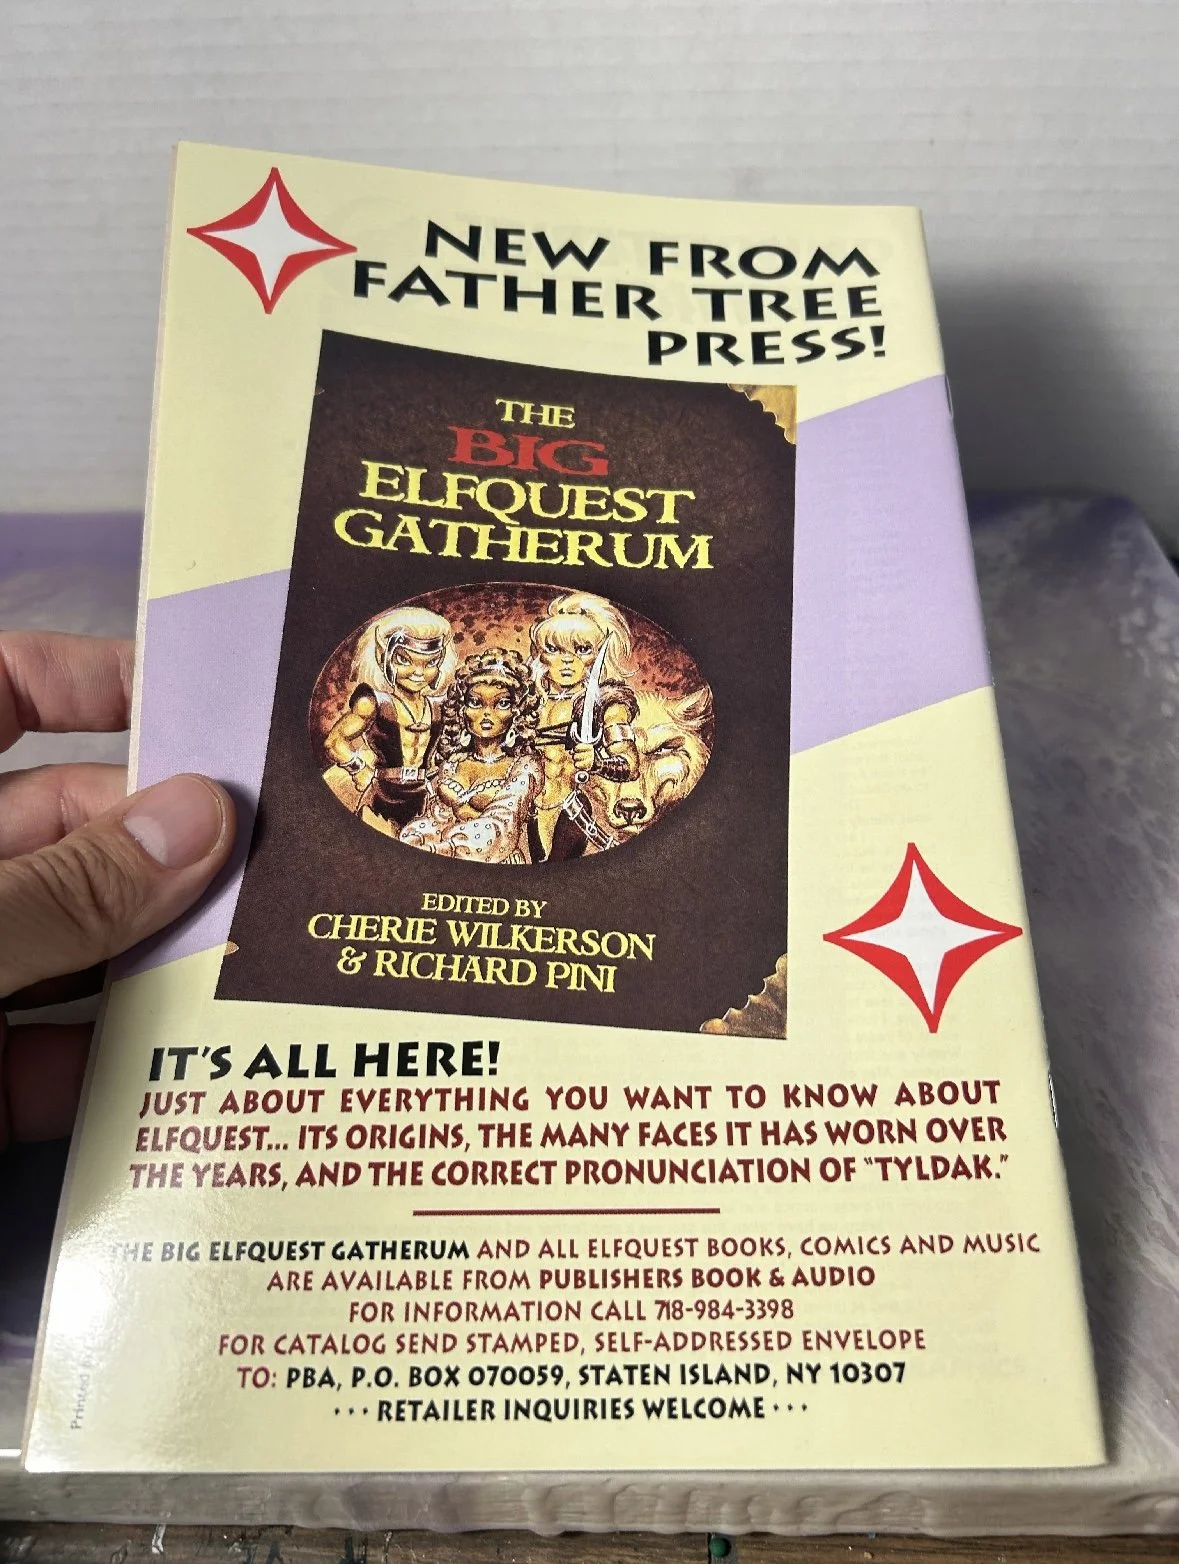 NEW FROM
FATHER TREE
PRESS!
THE
BIG
ELFQUEST
GATHERUM
EDITED BY
CHERIE WILKERSON
& RICHARD PINI
IT'S ALL HERE!
JUST ABOUT EVERYTHING YOU WANT TO KNOW ABOUT
ELFQUEST... ITS ORIGINS, THE MANY FACES IT HAS WORN OVER
THE YEARS, AND THE CORRECT PRONUNCIATION OF "TYLDAK."
THE BIG ELFQUEST GATHERUM AND ALL ELFQUEST BOOKS, COMICS AND MUSIC
ARE AVAILABLE FROM PUBLISHERS BOOK & AUDIO
FOR INFORMATION CALL 718-984-3398
FOR CATALOG SEND STAMPED, SELF-ADDRESSED ENVELOPE
TO: PBA, P.O. BOX 070059, STATEN ISLAND, NY 10307
··· RETAILER INQUIRIES WELCOME ···
Printed